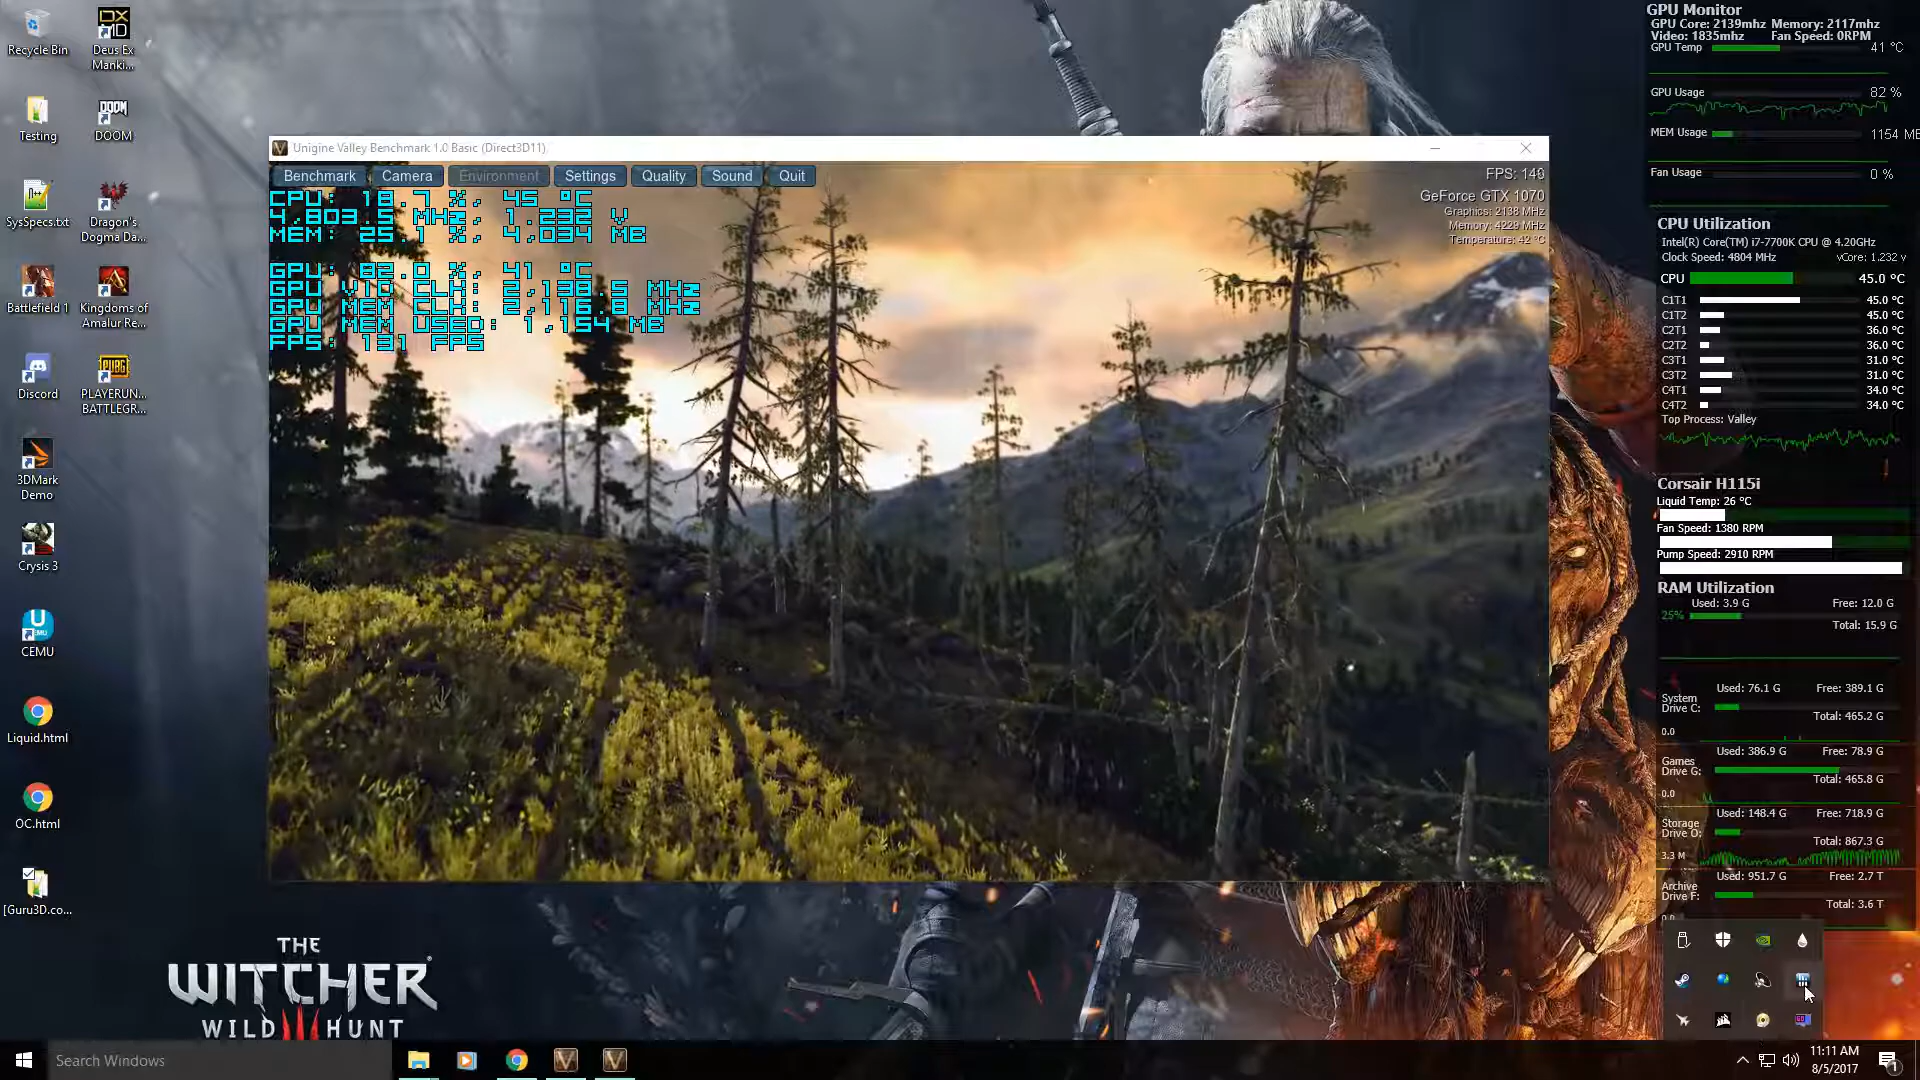 Recycle Bin
Deus Ex
Manki...
Testing
DOOM
SysSpecs.txt
Dragon's
Dogma Da...
Battlefield 1
Kingdoms of
Amalur Re...
Discord
PLAYERUN...
BATTLEGR...
3DMark
Demo
Crysis 3
CEMU
Liquid.html
OC.html
[Guru3D.co...
Unigine Valley Benchmark 1.0 Basic (Direct3D11)
Benchmark Camera Environment Settings Quality Sound Quit
CPU: 18.7 %, 45 °C
4,803.5 MHz, 1.232 V
MEM: 25.1 %, 4,034 MB
GPU: 82.0 %, 41 °C
GPU VID CLK: 2,138.5 MHz
GPU MEM CLK: 2,116.8 MHz
GPU MEM USED: 1,154 MB
FPS: 131 FPS
FPS: 140
GeForce GTX 1070
Graphics: 2138 MHz
Memory: 4229 MHz
Temperature: 42 °C
GPU Monitor
GPU Core: 2139mhz Memory: 2117mhz
Video: 1835mhz Fan Speed: 0RPM
GPU Temp 41 °C
GPU Usage 82 %
MEM Usage 1154 MB
Fan Usage 0 %
CPU Utilization
Intel(R) Core(TM) i7-7700K CPU @ 4.20GHz
Clock Speed: 4804 MHz vCore: 1.232 v
CPU 45.0 °C
C1T1 45.0 °C
C1T2 45.0 °C
C2T1 36.0 °C
C2T2 36.0 °C
C3T1 31.0 °C
C3T2 31.0 °C
C4T1 34.0 °C
C4T2 34.0 °C
Top Process: Valley
Corsair H115i
Liquid Temp: 26 °C
Fan Speed: 1380 RPM
Pump Speed: 2910 RPM
RAM Utilization
Used: 3.9 G Free: 12.0 G
25%
Total: 15.9 G
Used: 76.1 G Free: 389.1 G
System
Drive C:
Total: 465.2 G
0.0
Used: 386.9 G Free: 78.9 G
Games
Drive G:
Total: 465.8 G
0.0
Used: 148.4 G Free: 718.9 G
Storage
Drive O:
Total: 867.3 G
3.3 M
Used: 951.7 G Free: 2.7 T
Archive
Drive F:
Total: 3.6 T
0.0
THE
WITCHER
WILD HUNT
Search Windows
11:11 AM
8/5/2017
1